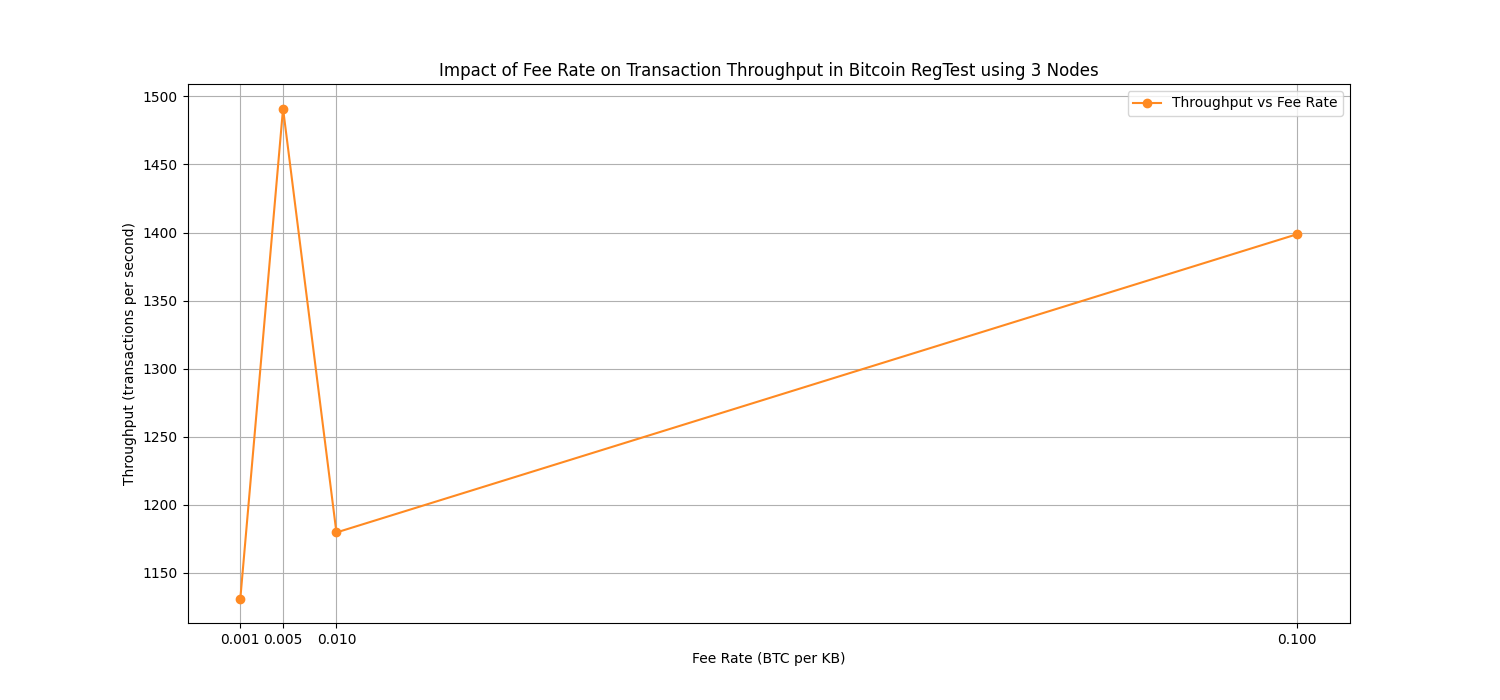 Impact of Fee Rate on Transaction Throughput in Bitcoin RegTest using 3 Nodes
Throughput vs Fee Rate
1500
1450
1400
1350
1300
1250
1200
1150
Throughput (transactions per second)
0.001 0.005 0.010 0.100
Fee Rate (BTC per KB)